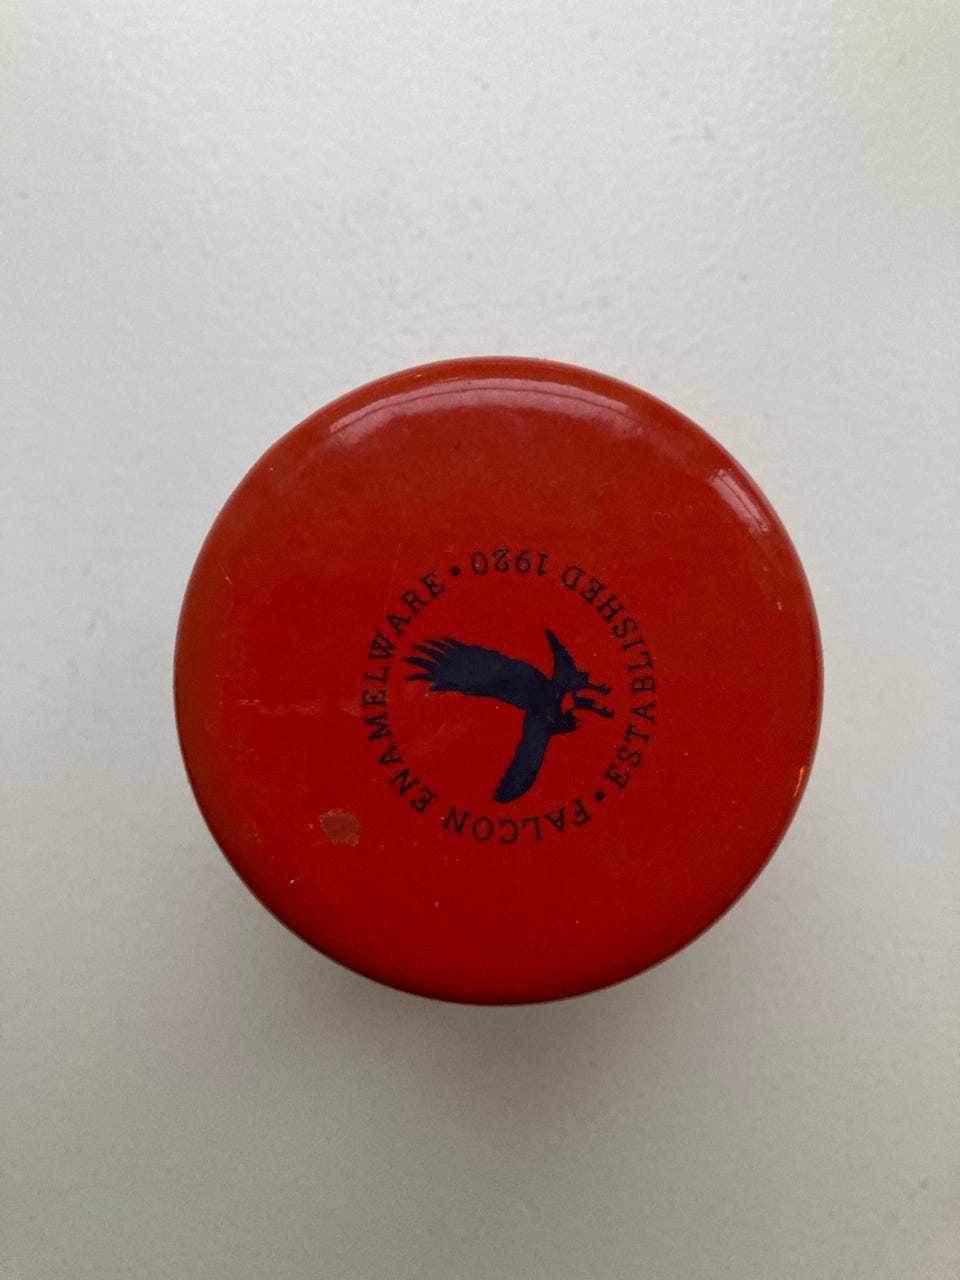 FALCON ENAMELWARE •
ESTABLISHED 1920 •